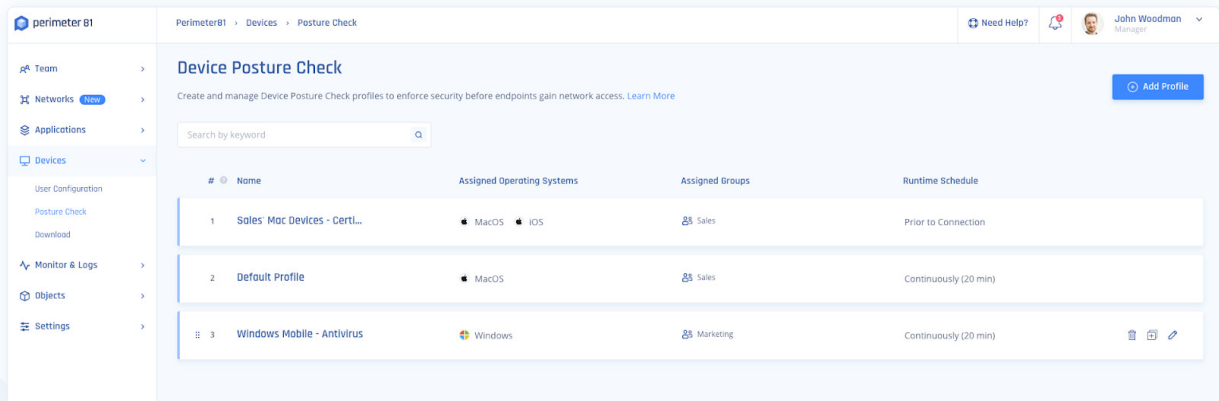 perimeter 81
Perimeter81 › Devices › Posture Check
Need Help?
3
John Woodman
Manager
Team
Networks New
Applications
Devices
User Configuration
Posture Check
Download
Monitor & Logs
Objects
Settings
Device Posture Check
Create and manage Device Posture Check profiles to enforce security before endpoints gain network access. Learn More
Add Profile
Search by keyword
# Name Assigned Operating Systems Assigned Groups Runtime Schedule
1 Sales' Mac Devices - Certi... MacOS iOS Sales Prior to Connection
2 Default Profile MacOS Sales Continuously (20 min)
3 Windows Mobile - Antivirus Windows Marketing Continuously (20 min)